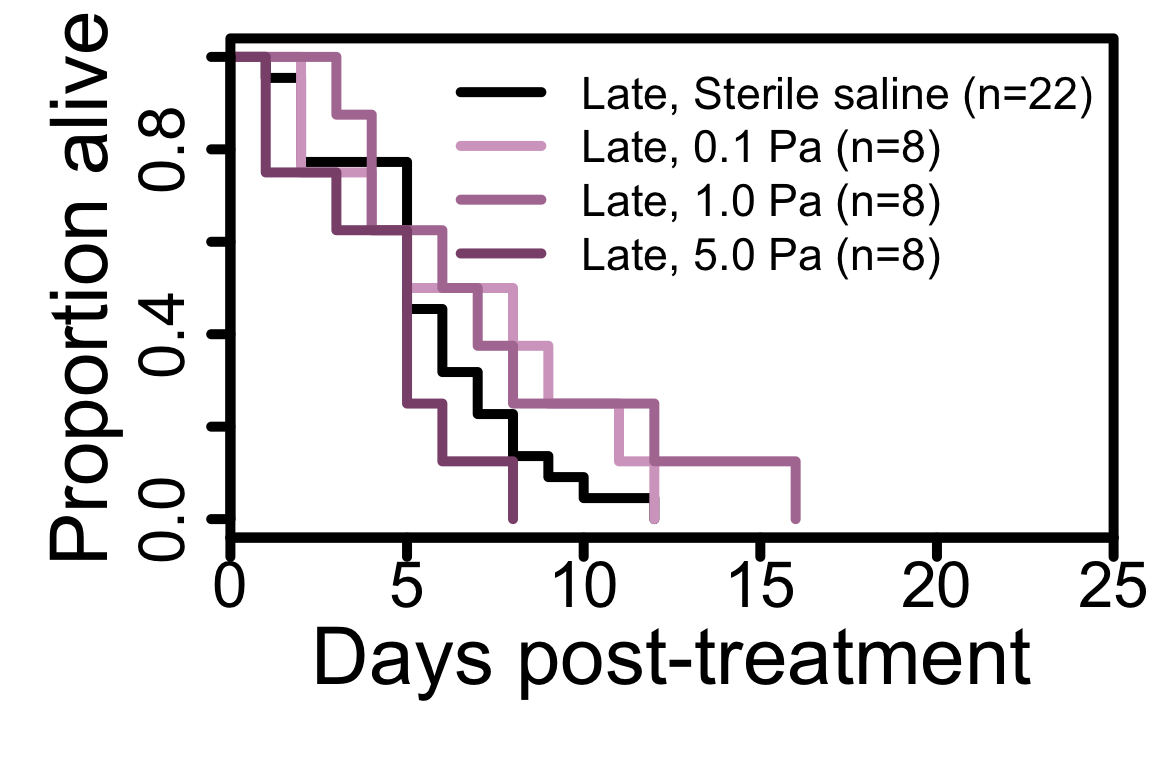 Proportion alive
0.8
0.4
0.0
Late, Sterile saline (n=22)
Late, 0.1 Pa (n=8)
Late, 1.0 Pa (n=8)
Late, 5.0 Pa (n=8)
0 5 10 15 20 25
Days post-treatment